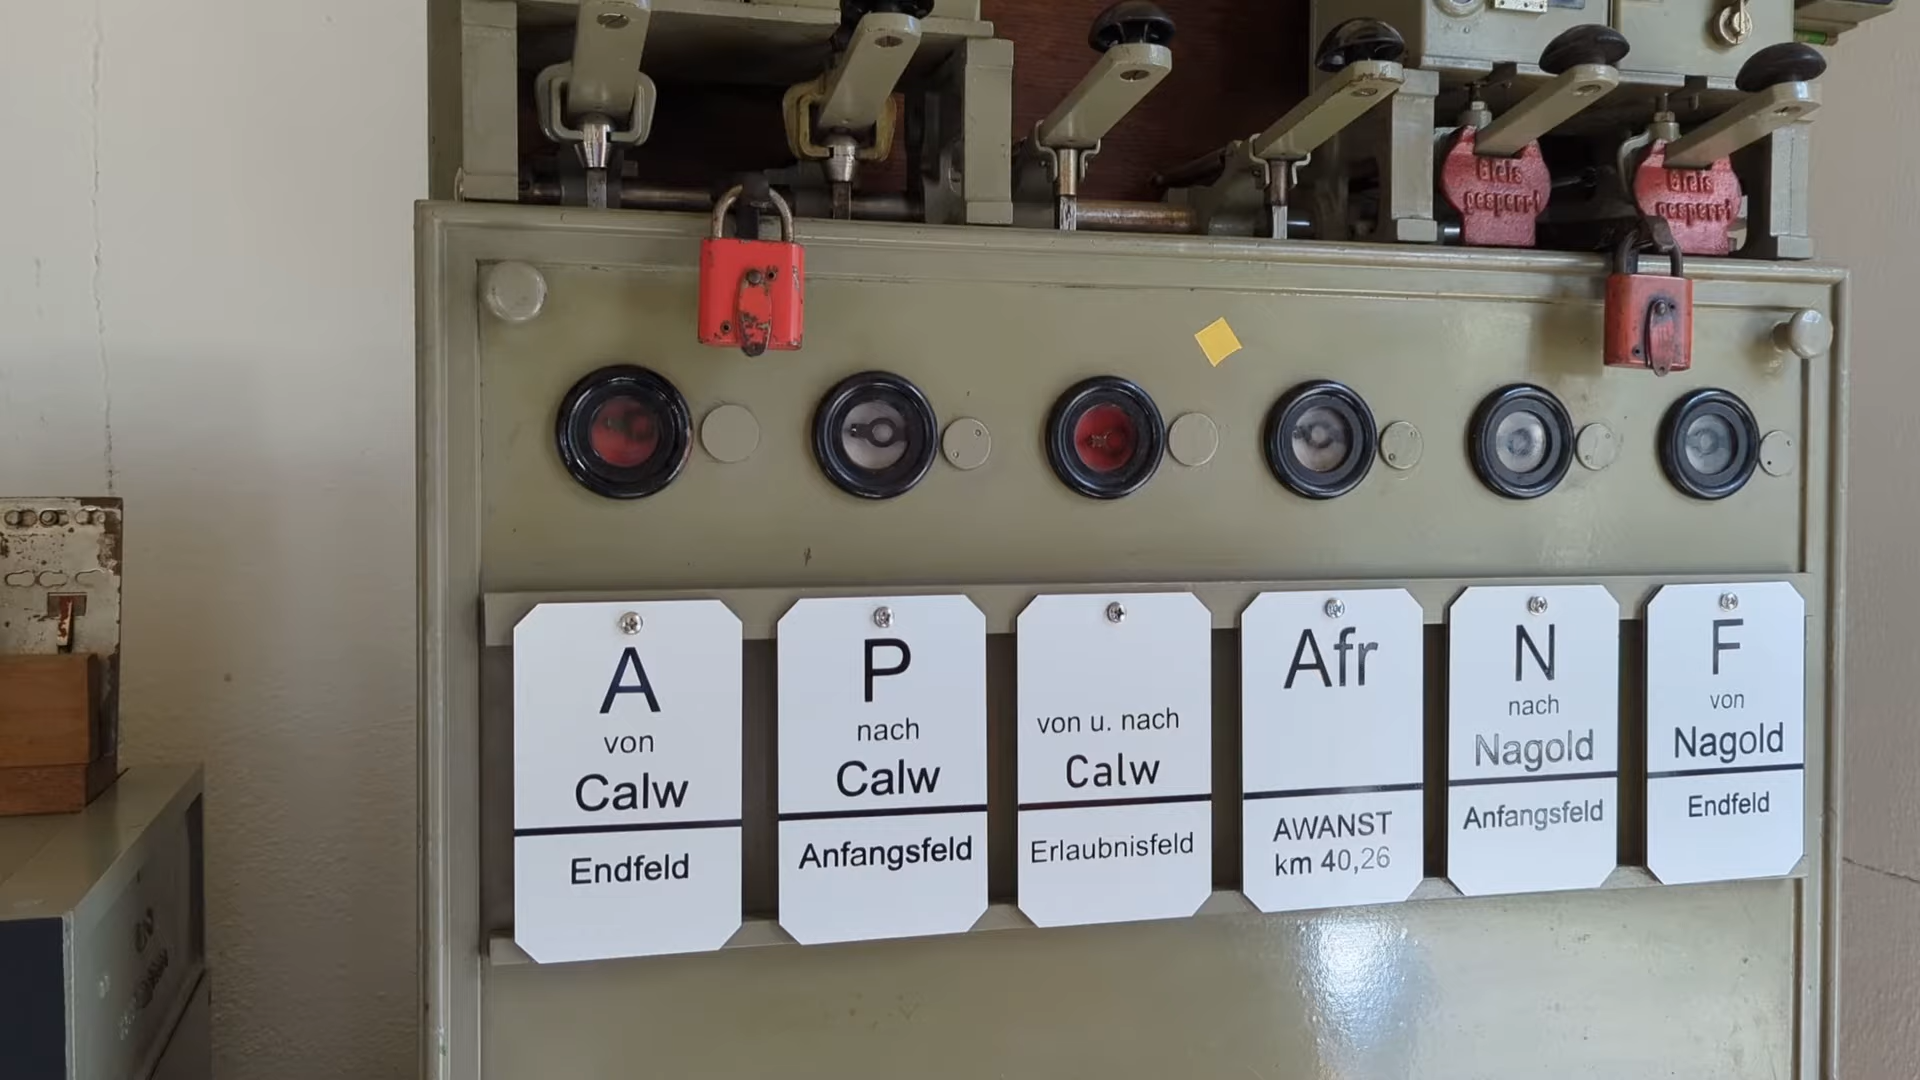 Gleis
gesperrt
Gleis
gesperrt
A
von
Calw
Endfeld
P
nach
Calw
Anfangsfeld
von u. nach
Calw
Erlaubnisfeld
Afr
AWANST
km 40,26
N
nach
Nagold
Anfangsfeld
F
von
Nagold
Endfeld